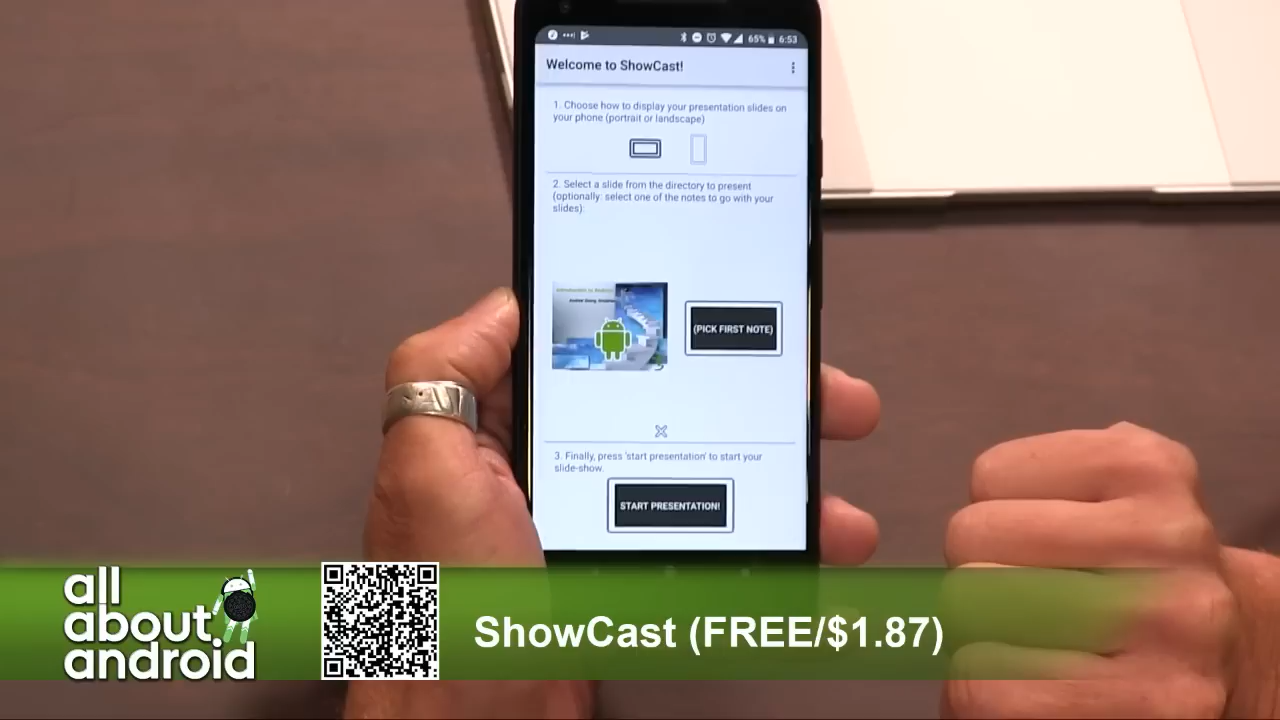 65% 6:53
Welcome to ShowCast!
1. Choose how to display your presentation slides on
your phone (portrait or landscape)
2. Select a slide from the directory to present
(optionally: select one of the notes to go with your
slides):
Introduction to Android
(PICK FIRST NOTE)
3. Finally, press 'start presentation' to start your
slide-show.
START PRESENTATION!
all
about
android
ShowCast (FREE/$1.87)